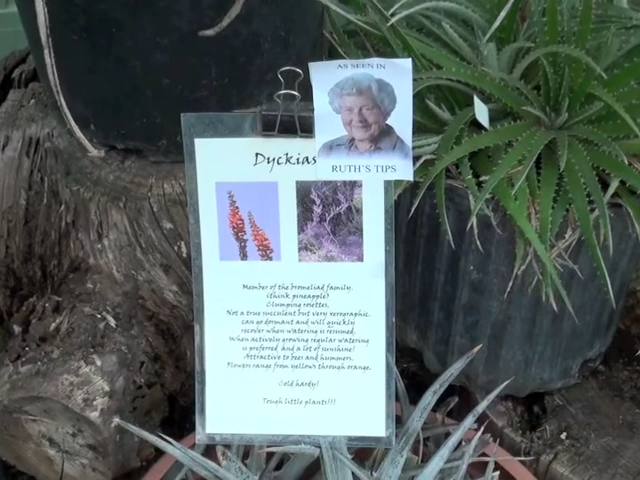 AS SEEN IN
RUTH'S TIPS
Dyckias
Member of the bromeliad family.
(think pineapple)
Clumping rosettes.
Not a true succulent but very xerographic.
can go dormant and will quickly
recover when watering is resumed.
When actively growing regular watering
is preferred and a lot of sunshine!
Attractive to bees and hummers.
Flowers range from yellows through orange.
Cold hardy!
Tough little plants!!!